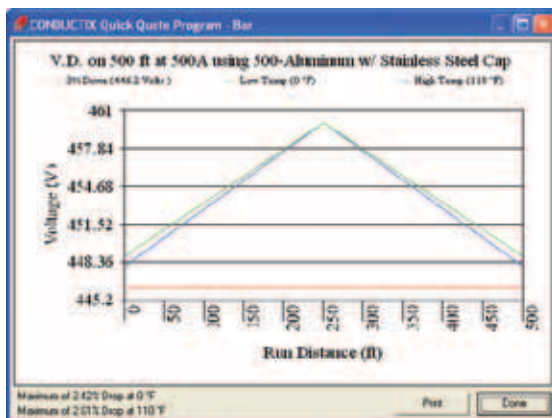 CONDUCTIX Quick Quote Program - Bar
V.D. on 500 ft at 500A using 500-Aluminum w/ Stainless Steel Cap
3% Down (446.2 Volts) Low Temp (0 °F) High Temp (110 °F)
461
457.84
454.68
451.52
448.36
445.2
Voltage (V)
0 50 100 150 200 250 300 350 400 450 500
Run Distance (ft)
Maximum of 2.42% Drop at 0 °F
Maximum of 2.61% Drop at 110 °F
Print Done